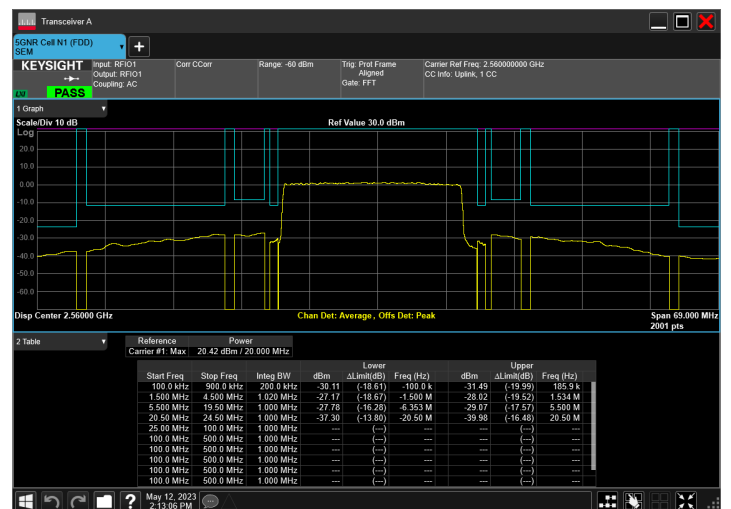 Transceiver A
5GNR Cell N1 (FDD)
SEM
KEYSIGHT
Input: RFIO1
Output: RFIO1
Coupling: AC
Corr CCorr
Range: -60 dBm
Trig: Prot Frame
Aligned
Gate: FFT
Carrier Ref Freq: 2.560000000 GHz
CC Info: Uplink, 1 CC
LXI PASS
1 Graph
Scale/Div 10 dB Ref Value 30.0 dBm
Log
20.0
10.0
0.00
-10.0
-20.0
-30.0
-40.0
-50.0
-60.0
Disp Center 2.56000 GHz Chan Det: Average, Offs Det: Peak Span 69.000 MHz
2001 pts
2 Table
Reference Power
Carrier #1: Max 20.42 dBm / 20.000 MHz
Lower Upper
Start Freq Stop Freq Integ BW dBm ΔLimit(dB) Freq (Hz) dBm ΔLimit(dB) Freq (Hz)
100.0 kHz 900.0 kHz 200.0 kHz -30.11 (-18.61) -100.0 k -31.49 (-19.99) 185.9 k
1.500 MHz 4.500 MHz 1.020 MHz -27.17 (-18.67) -1.500 M -28.02 (-19.52) 1.534 M
5.500 MHz 19.50 MHz 1.000 MHz -27.78 (-16.28) -6.353 M -29.07 (-17.57) 5.500 M
20.50 MHz 24.50 MHz 1.000 MHz -37.30 (-13.80) -20.50 M -39.98 (-16.48) 20.50 M
25.00 MHz 100.0 MHz 1.000 MHz --- (---) --- --- (---) ---
100.0 MHz 500.0 MHz 1.000 MHz --- (---) --- --- (---) ---
100.0 MHz 500.0 MHz 1.000 MHz --- (---) --- --- (---) ---
100.0 MHz 500.0 MHz 1.000 MHz --- (---) --- --- (---) ---
100.0 MHz 500.0 MHz 1.000 MHz --- (---) --- --- (---) ---
100.0 MHz 500.0 MHz 1.000 MHz --- (---) --- --- (---) ---
May 12, 2023
2:13:06 PM